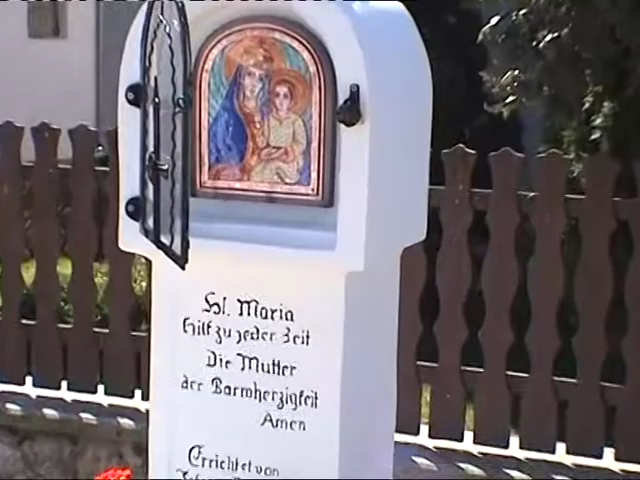 Hl. Maria
Hilf zu jeder Zeit
Die Mutter
der Barmherzigkeit
Amen
Errichtet von